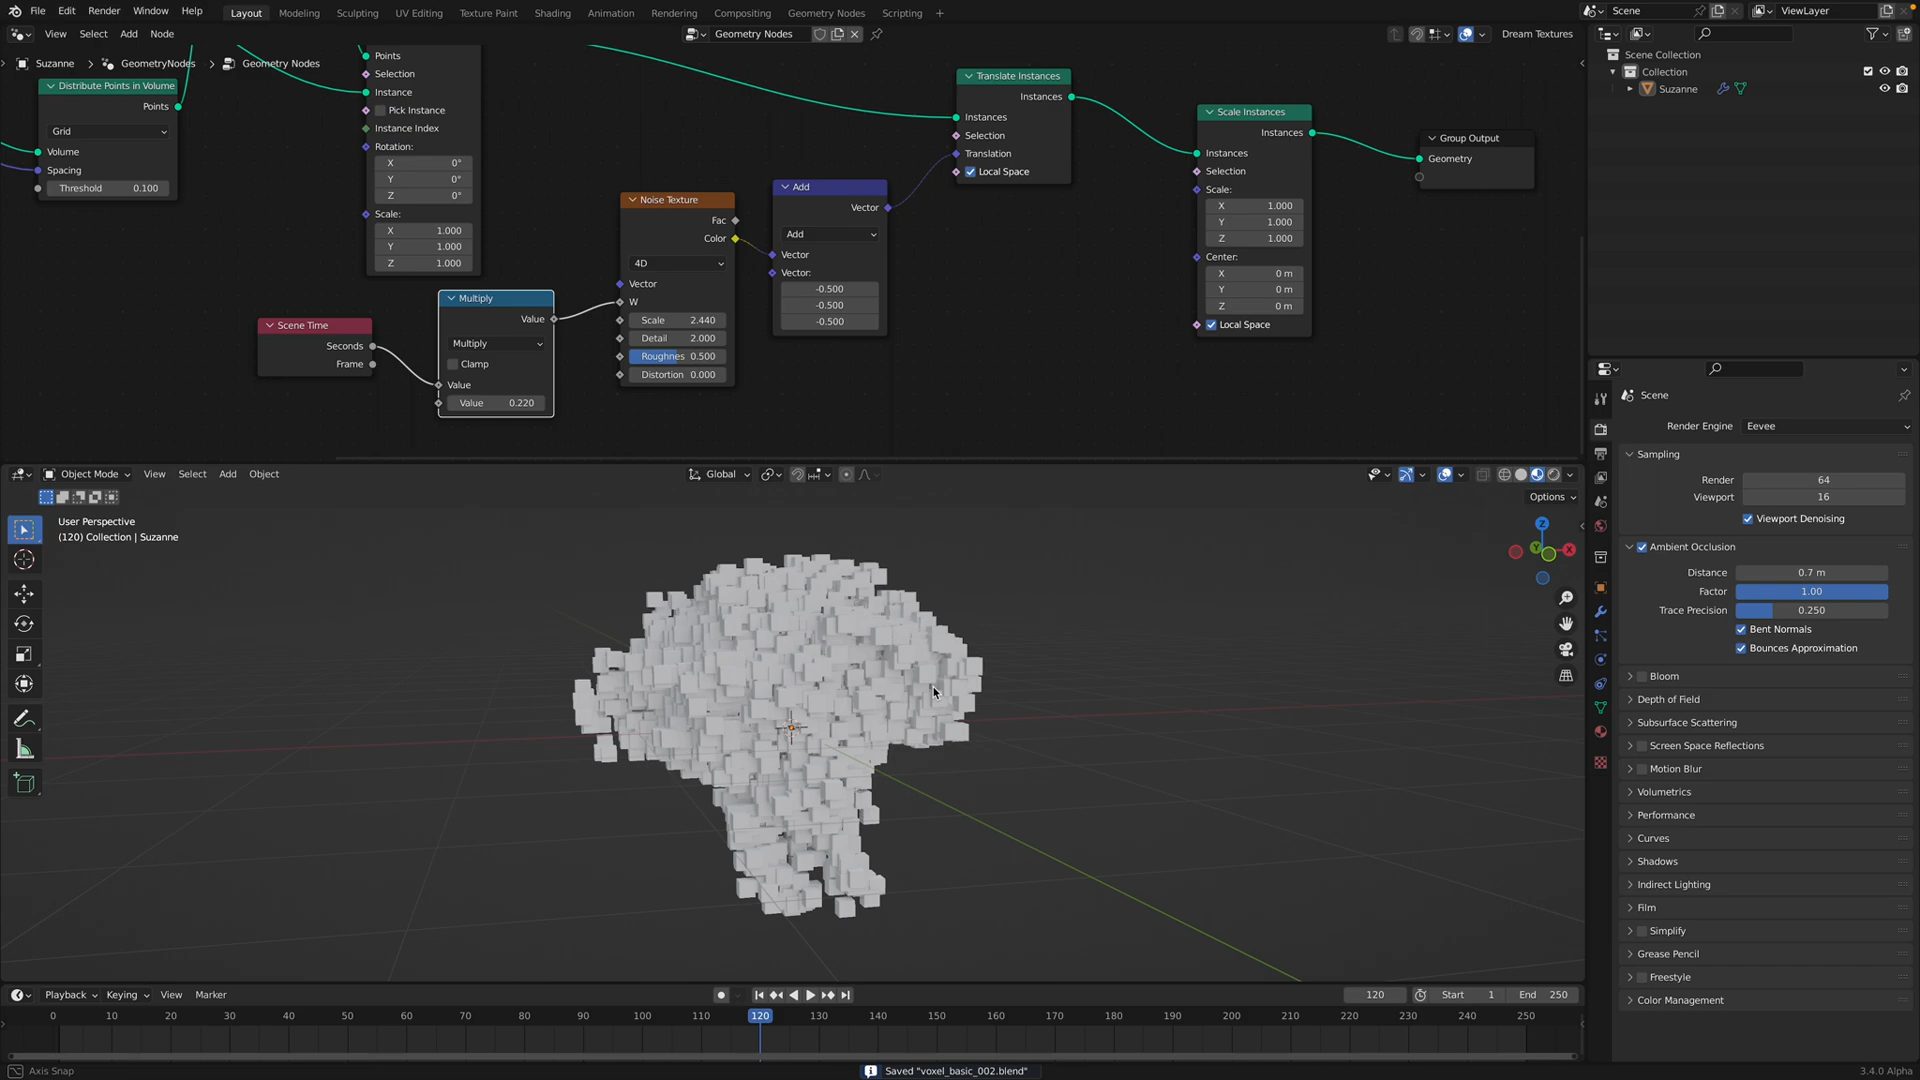 File Edit Render Window Help Layout Modeling Sculpting UV Editing Texture Paint Shading Animation Rendering Compositing Geometry Nodes Scripting + Scene ViewLayer
View Select Add Node Geometry Nodes Dream Textures
Suzanne GeometryNodes Geometry Nodes
Distribute Points in Volume
Points
Grid
Volume
Spacing
Threshold 0.100
Points
Selection
Instance
Pick Instance
Instance Index
Rotation:
X 0°
Y 0°
Z 0°
Scale:
X 1.000
Y 1.000
Z 1.000
Scene Time
Seconds
Frame
Multiply
Value
Multiply
Clamp
Value
Value 0.220
Noise Texture
Fac
Color
4D
Vector
W
Scale 2.440
Detail 2.000
Roughnes 0.500
Distortion 0.000
Add
Vector
Add
Vector
Vector:
-0.500
-0.500
-0.500
Translate Instances
Instances
Instances
Selection
Translation
Local Space
Scale Instances
Instances
Instances
Selection
Scale:
X 1.000
Y 1.000
Z 1.000
Center:
X 0 m
Y 0 m
Z 0 m
Local Space
Group Output
Geometry
Scene Collection
Collection
Suzanne
Scene
Render Engine Eevee
Sampling
Render 64
Viewport 16
Viewport Denoising
Ambient Occlusion
Distance 0.7 m
Factor 1.00
Trace Precision 0.250
Bent Normals
Bounces Approximation
Bloom
Depth of Field
Subsurface Scattering
Screen Space Reflections
Motion Blur
Volumetrics
Performance
Curves
Shadows
Indirect Lighting
Film
Simplify
Grease Pencil
Freestyle
Color Management
Object Mode View Select Add Object Global
Options
User Perspective
(120) Collection | Suzanne
Z
Y X
Playback Keying View Marker 120 Start 1 End 250
0 10 20 30 40 50 60 70 80 90 100 110 120 130 140 150 160 170 180 190 200 210 220 230 240 250
Axis Snap Saved "voxel_basic_002.blend" 3.4.0 Alpha